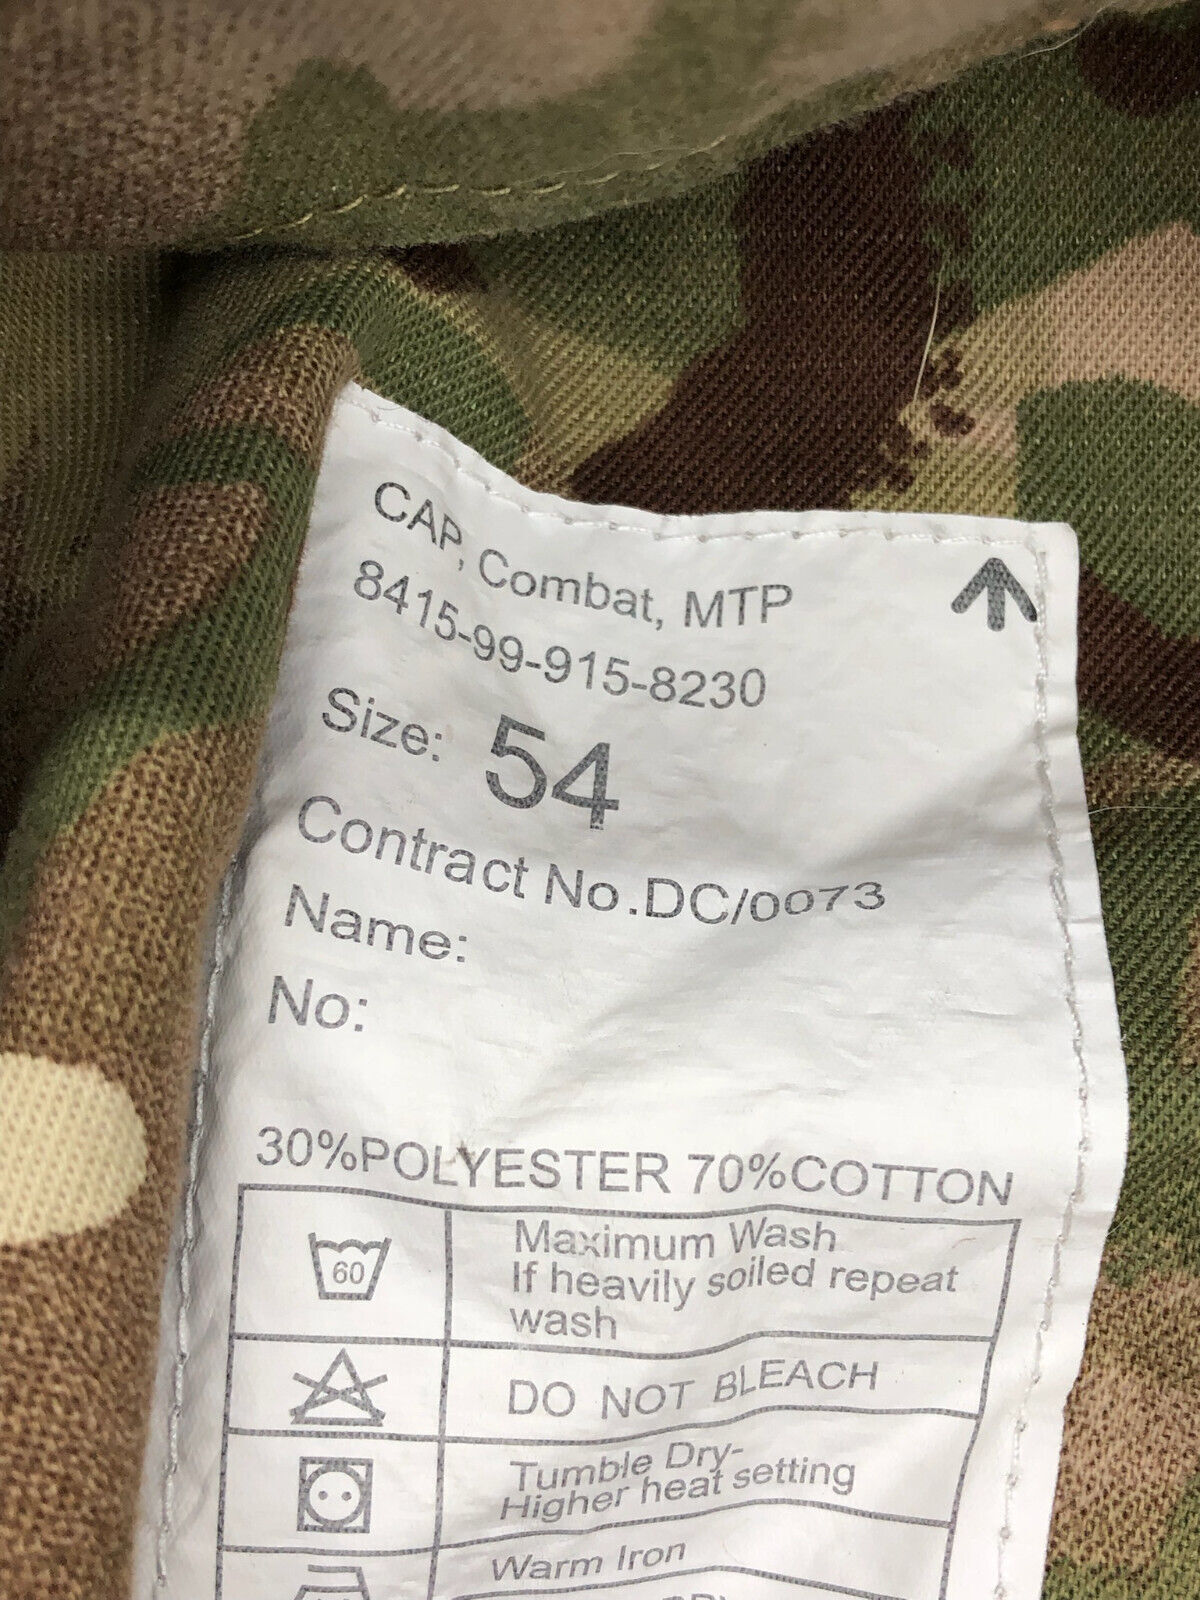 CAP, Combat, MTP
8415-99-915-8230
Size: 54
Contract No.DC/0073
Name:
No:
30%POLYESTER 70%COTTON
60
Maximum Wash
If heavily soiled repeat
wash
DO NOT BLEACH
Tumble Dry-
Higher heat setting
Warm Iron